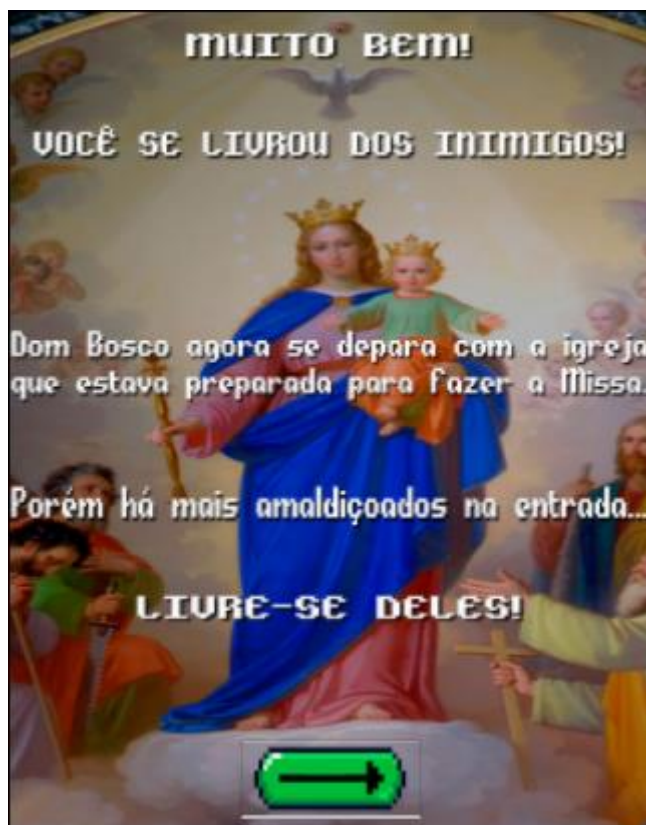 MUITO BEM!
VOCÊ SE LIVROU DOS INIMIGOS!
Dom Bosco agora se depara com a igreja
que estava preparada para fazer a Missa.
Porém há mais amaldiçoados na entrada...
LIVRE-SE DELES!